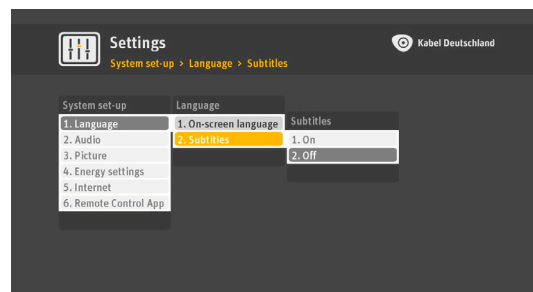 Settings
System set-up > Language > Subtitles
Kabel Deutschland
System set-up
1. Language
2. Audio
3. Picture
4. Energy settings
5. Internet
6. Remote Control App
Language
1. On-screen language
2. Subtitles
Subtitles
1. On
2. Off